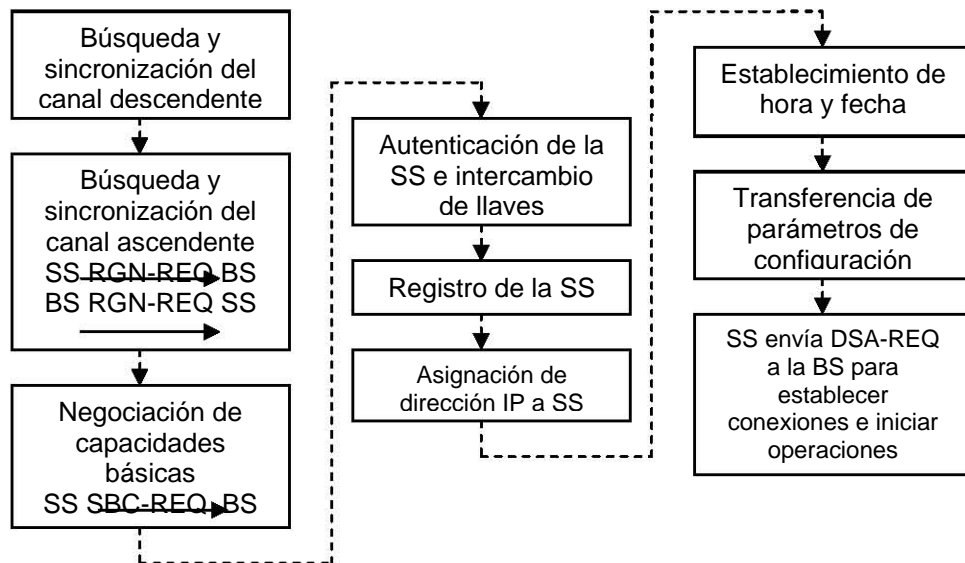 Búsqueda y
sincronización del
canal descendente
Búsqueda y
sincronización del
canal ascendente
SS RGN-REQ BS
BS RGN-REQ SS
Negociación de
capacidades
básicas
SS SBC-REQ BS
Autenticación de la
SS e intercambio
de llaves
Registro de la SS
Asignación de
dirección IP a SS
Establecimiento de
hora y fecha
Transferencia de
parámetros de
configuración
SS envía DSA-REQ
a la BS para
establecer
conexiones e iniciar
operaciones